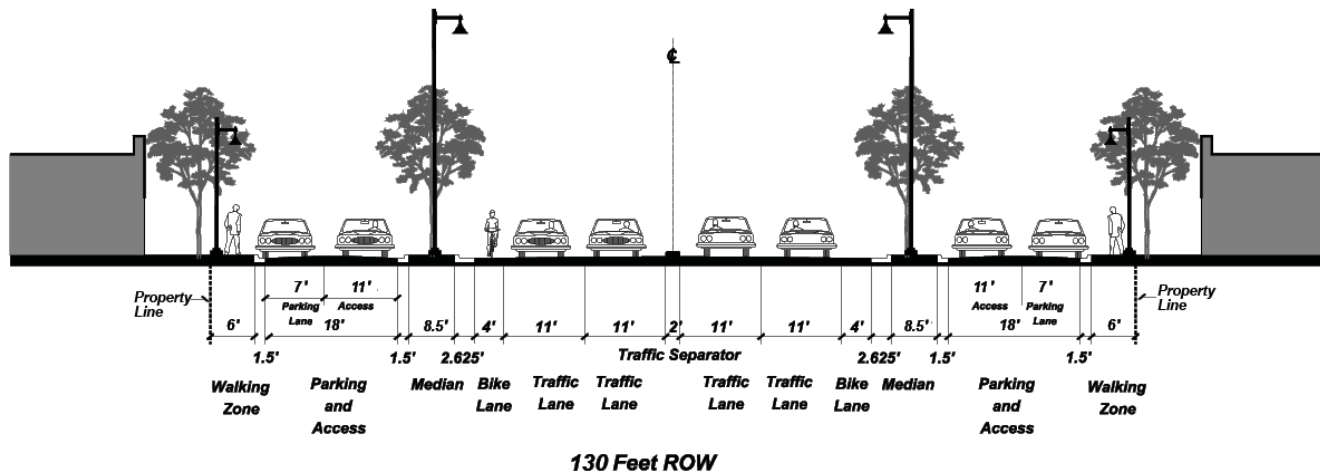 ℄
7' 11' 11' 7'
Parking Lane Access Access Parking Lane
Property Line Property Line
6' 18' 8.5' 4' 11' 11' 2' 11' 11' 4' 8.5' 18' 6'
1.5' 1.5' 2.625' Traffic Separator 2.625' 1.5' 1.5'
Walking Zone Parking and Access Median Bike Lane Traffic Lane Traffic Lane Traffic Lane Traffic Lane Bike Lane Median Parking and Access Walking Zone
130 Feet ROW